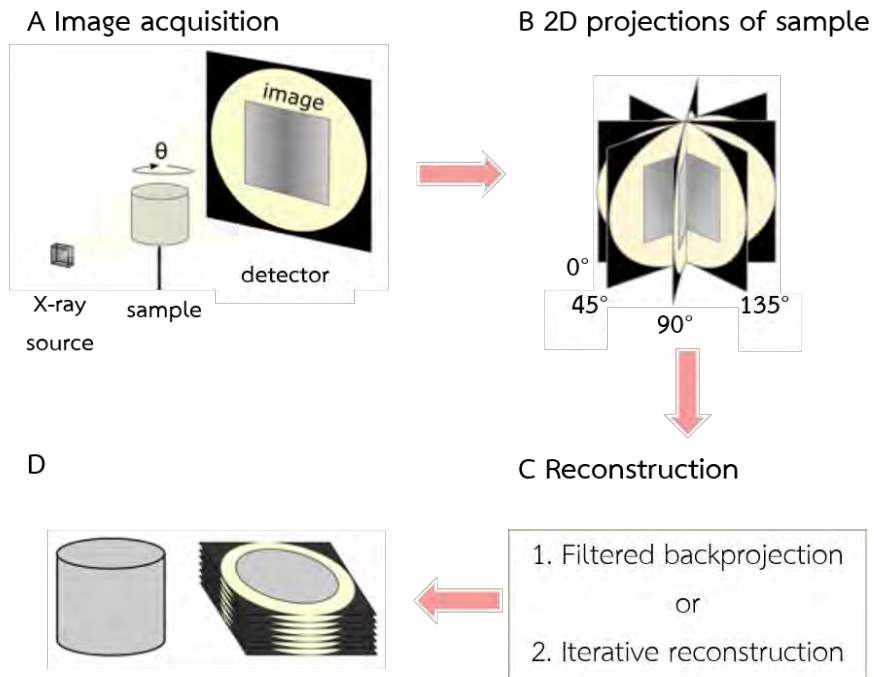 A Image acquisition
B 2D projections of sample
image
θ
detector
X-ray
source
sample
0°
45°
90°
135°
D
C Reconstruction
1. Filtered backprojection
or
2. Iterative reconstruction